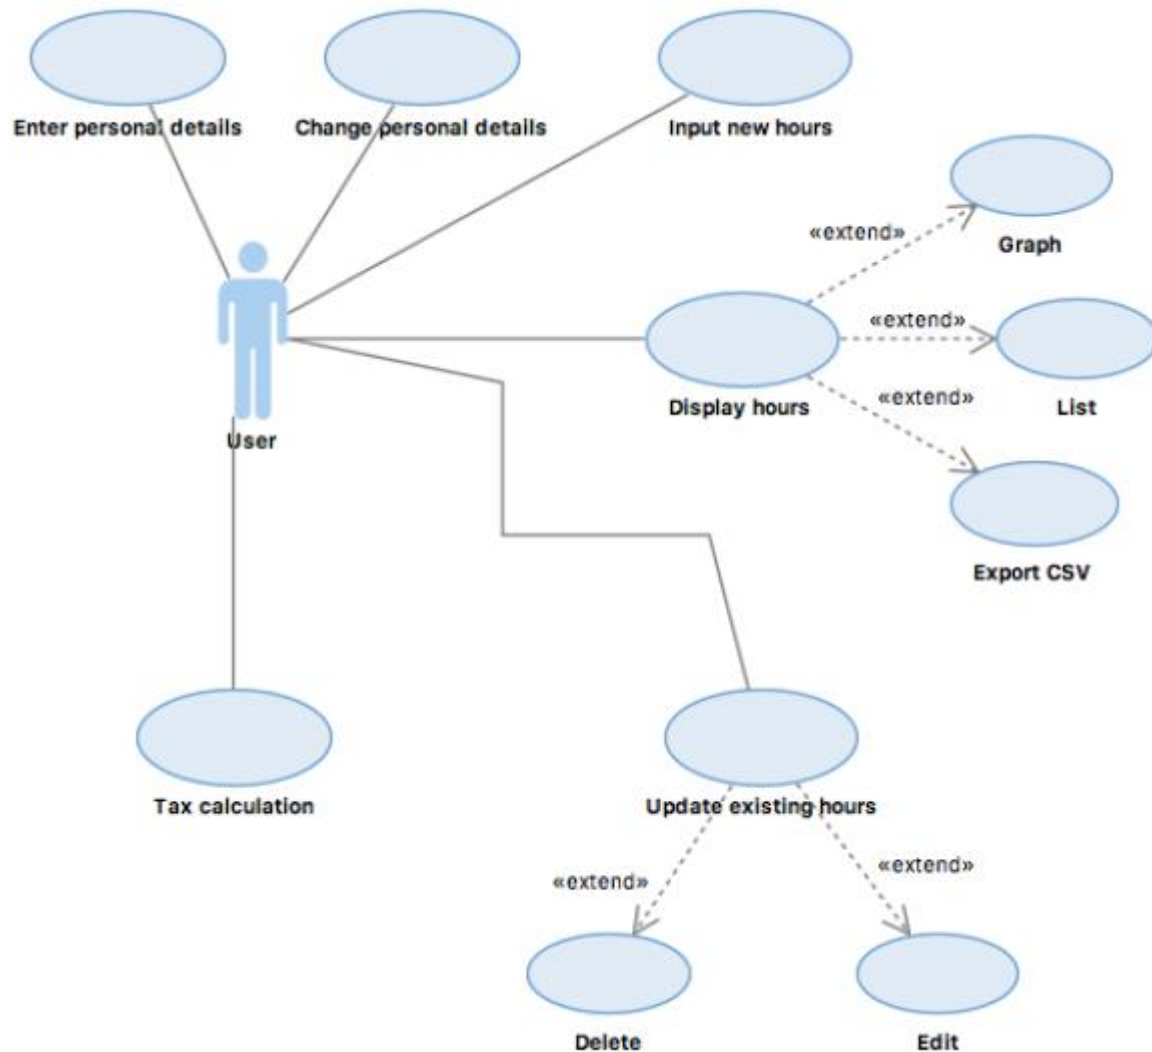 Enter personal details
Change personal details
Input new hours
«extend»
Graph
«extend»
Display hours
List
«extend»
User
Export CSV
Tax calculation
Update existing hours
«extend»
«extend»
Delete
Edit